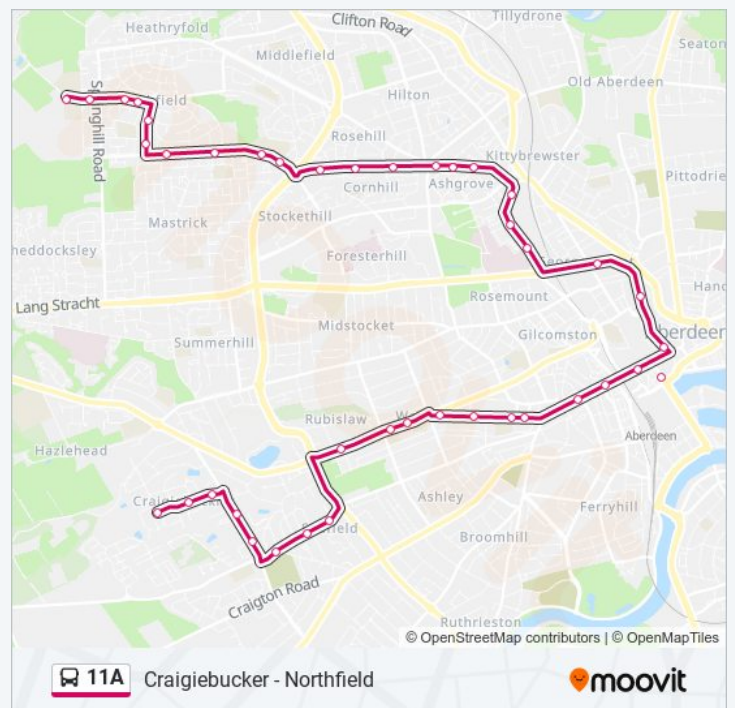 Tillydrone
Clifton Road
Heathryfold
Seaton
Middlefield
Old Aberdeen
Hilton
Springhill Road
Rosehill
Kittybrewster
Cornhill
Ashgrove
Pittodrie
Mastrick
Stockethill
heddocksley
Foresterhill
Rosemount
Lang Stracht
Midstocket
Gilcomston
Aberdeen
Summerhill
Rubislaw
Aberdeen
Hazlehead
Ashley
Ferryhill
Broomhill
Craigton Road
Ruthrieston
© OpenStreetMap contributors | © OpenMapTiles
11A Craigiebucker - Northfield
moovit